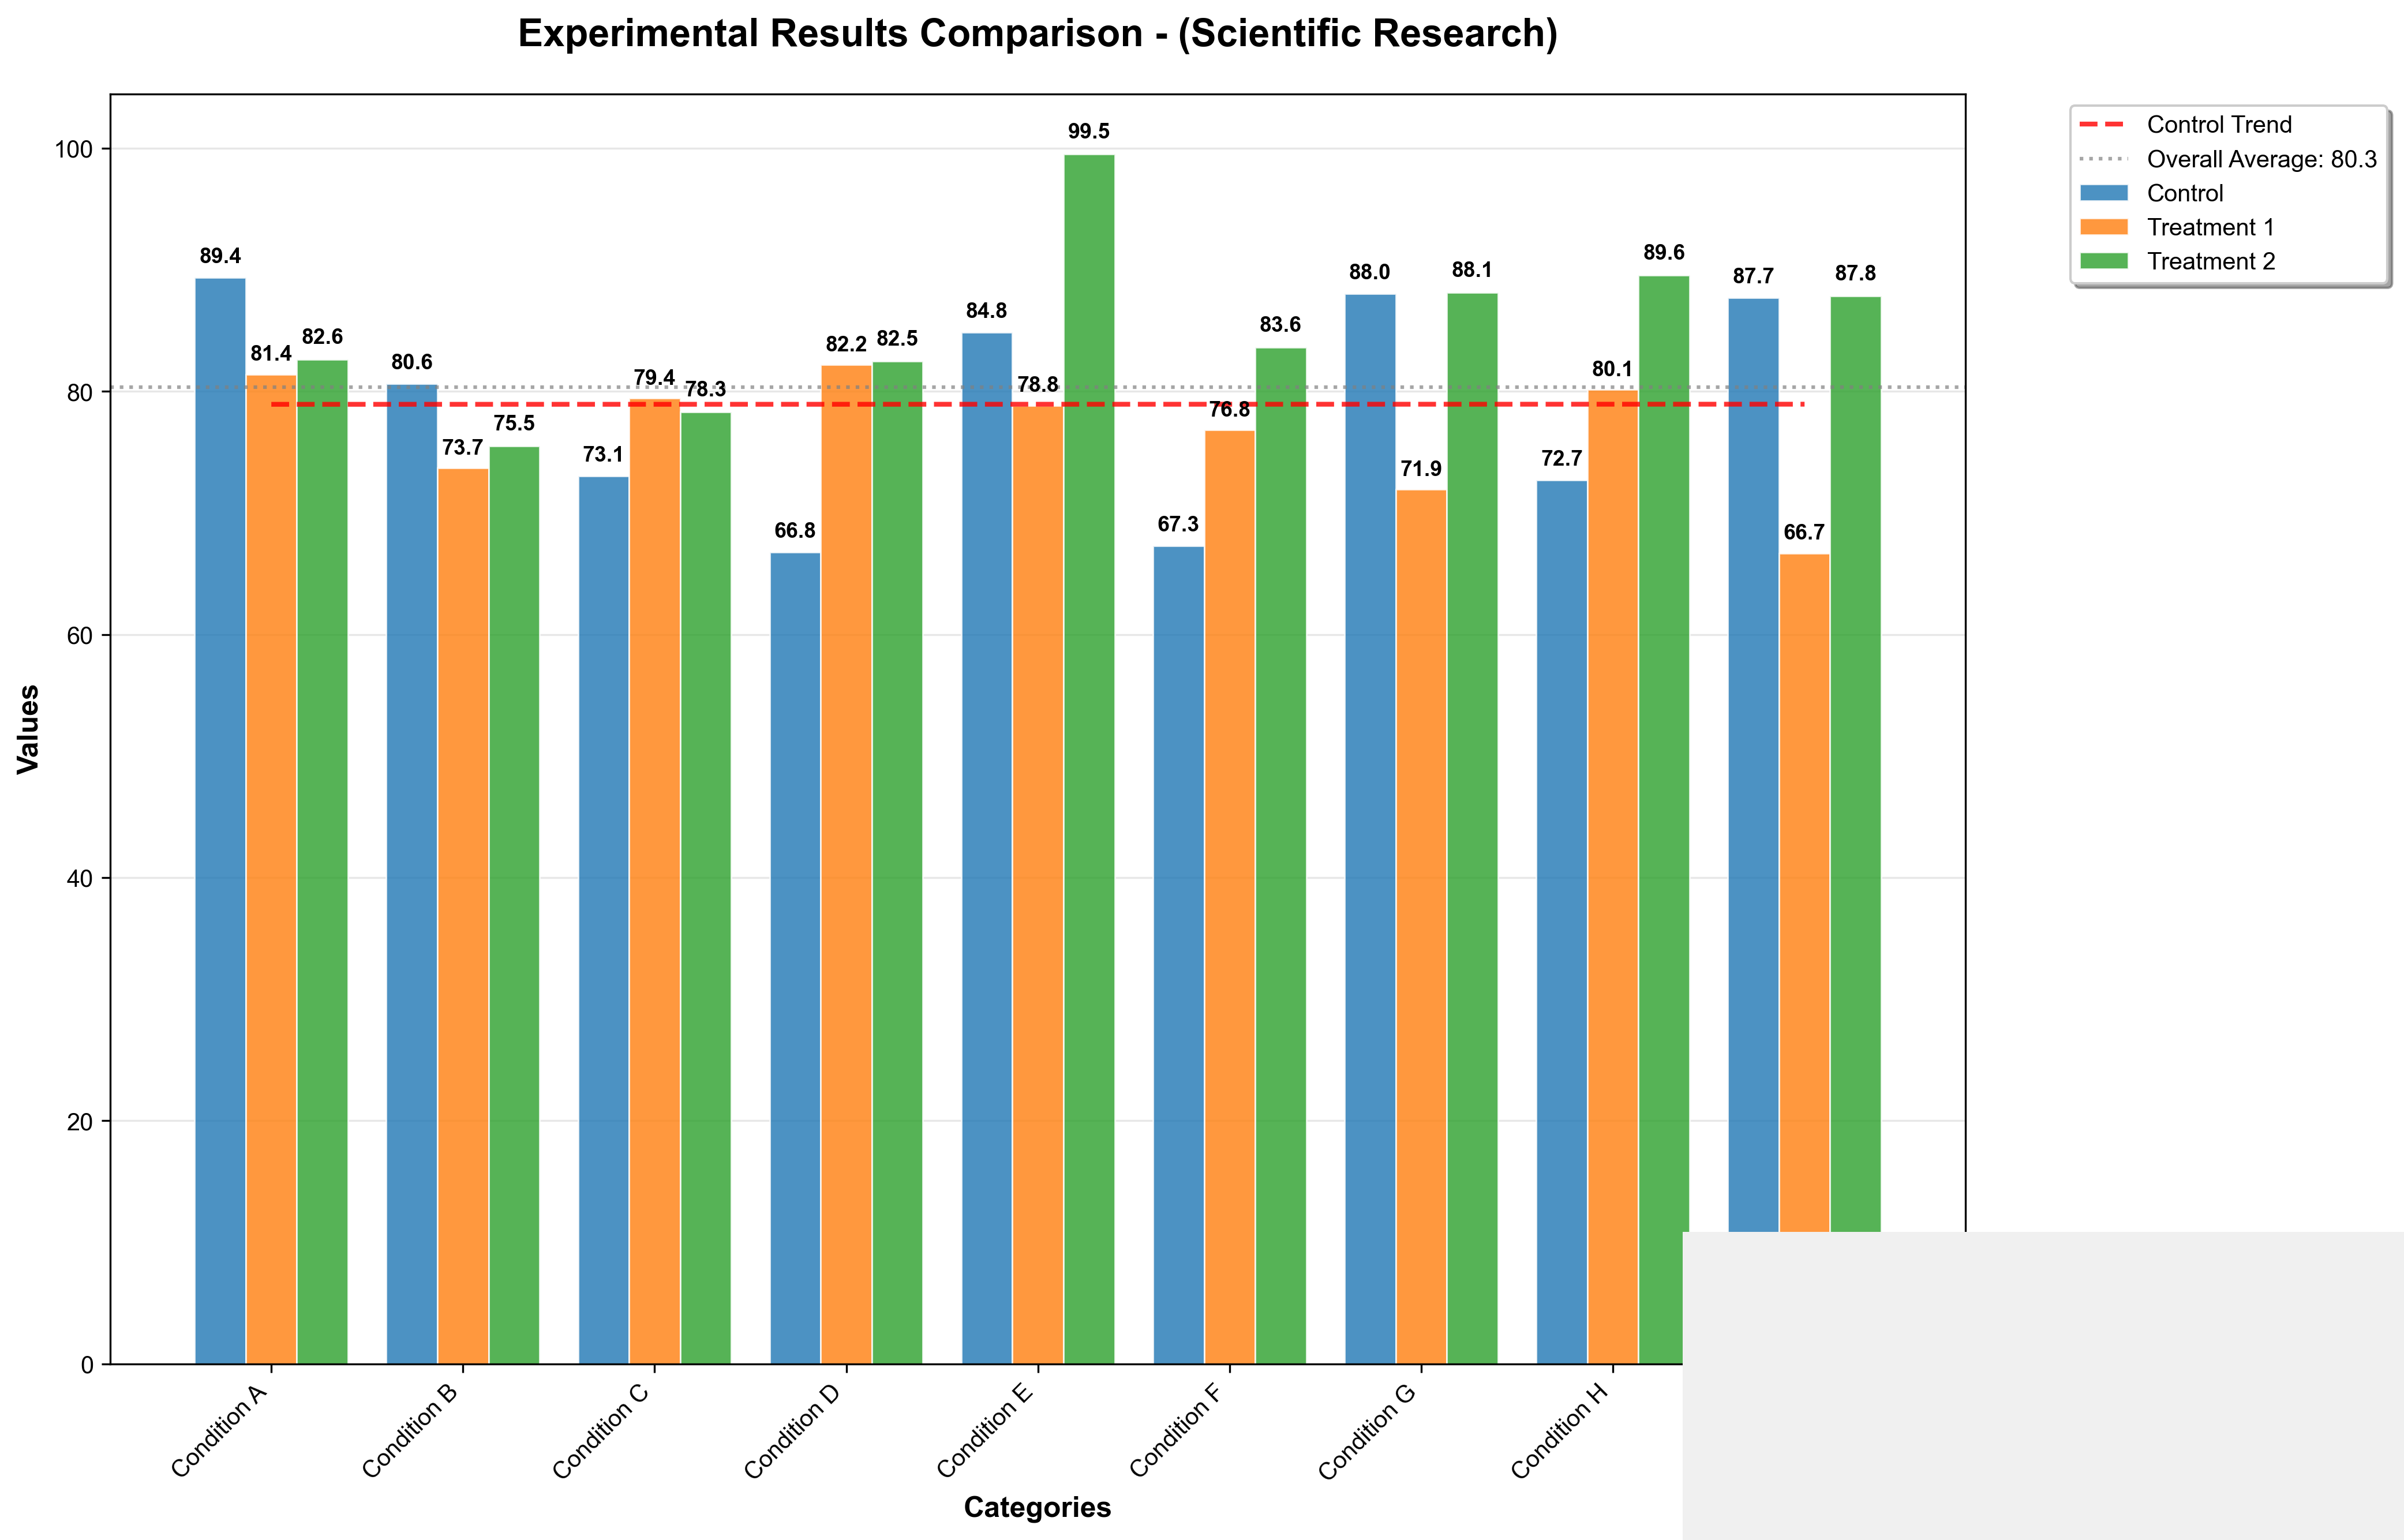 Experimental Results Comparison - (Scientific Research)
Control Trend
Overall Average: 80.3
Control
Treatment 1
Treatment 2
Values
100
80
60
40
20
0
89.4
81.4
82.6
80.6
73.7
75.5
73.1
79.4
78.3
66.8
82.2
82.5
84.8
78.8
99.5
67.3
76.8
83.6
88.0
71.9
88.1
72.7
80.1
89.6
87.7
66.7
87.8
Condition A
Condition B
Condition C
Condition D
Condition E
Condition F
Condition G
Condition H
Categories